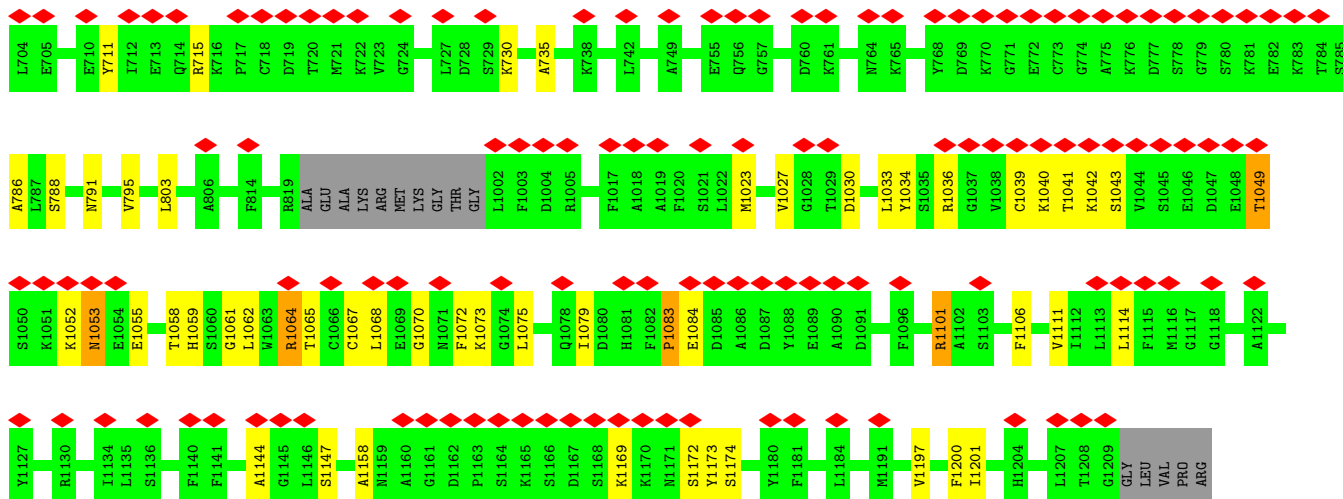 L704 E705 E710 Y711 I712 E713 Q714 R715 K716 P717 C718 D719 T720 M721 K722 V723 G724 L727 D728 S729 K730 A735 K738 L742 A749 E755 Q756 G757 D760 K761 N764 K765 Y768 D769 K770 G771 E772 C773 G774 A775 K776 D777 S778 G779 S780 K781 E782 K783 T784 S785
A786 L787 S788 N791 V795 L803 A806 F814 R819 ALA GLU ALA LYS ARG MET LYS GLY THR GLY L1002 F1003 D1004 R1005 F1017 A1018 A1019 F1020 S1021 L1022 M1023 V1027 G1028 T1029 D1030 L1033 Y1034 S1035 R1036 G1037 V1038 C1039 K1040 T1041 K1042 S1043 V1044 S1045 E1046 D1047 E1048 T1049
S1050 K1051 K1052 N1053 E1054 E1055 T1058 H1059 S1060 G1061 L1062 W1063 R1064 T1065 C1066 C1067 L1068 E1069 G1070 N1071 F1072 K1073 G1074 L1075 Q1078 I1079 D1080 H1081 F1082 P1083 E1084 D1085 A1086 D1087 Y1088 E1089 A1090 D1091 F1096 R1101 A1102 S1103 F1106 V1111 I1112 L1113 L1114 F1115 M1116 G1117 G1118 A1122
Y1127 R1130 I1134 L1135 S1136 F1140 F1141 A1144 G1145 L1146 S1147 A1158 N1159 A1160 G1161 D1162 P1163 S1164 K1165 S1166 D1167 S1168 K1169 K1170 N1171 S1172 Y1173 S1174 Y1180 F1181 L1184 M1191 V1197 F1200 I1201 H1204 L1207 T1208 G1209 GLY LEU VAL PRO ARG